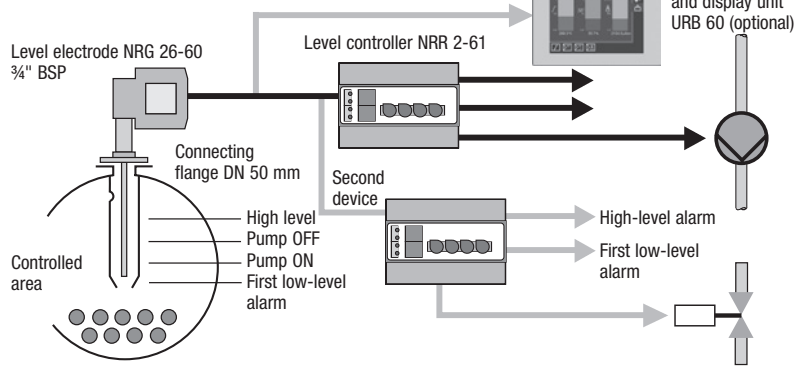 and display unit
URB 60 (optional)
Level electrode NRG 26-60
¾" BSP
Level controller NRR 2-61
Connecting
flange DN 50 mm
Second
device
High level
Pump OFF
Pump ON
First low-level
alarm
Controlled
area
High-level alarm
First low-level
alarm